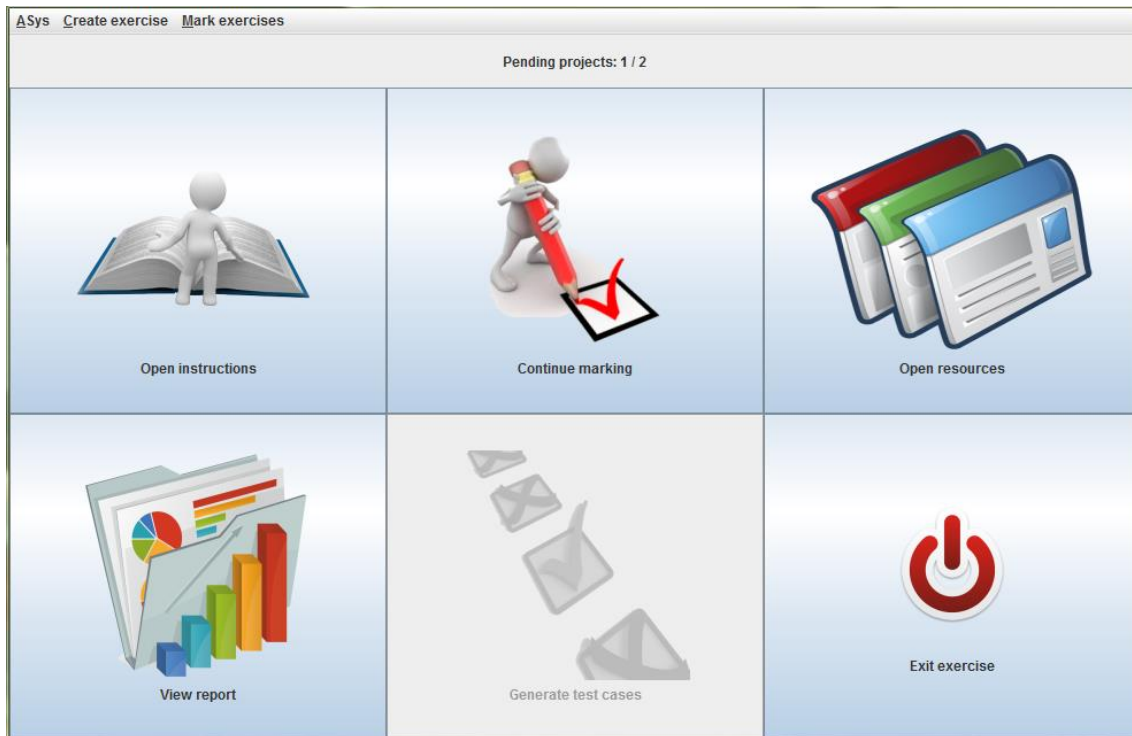 ASys Create exercise Mark exercises
Pending projects: 1 / 2
Open instructions
Continue marking
Open resources
View report
Generate test cases
Exit exercise